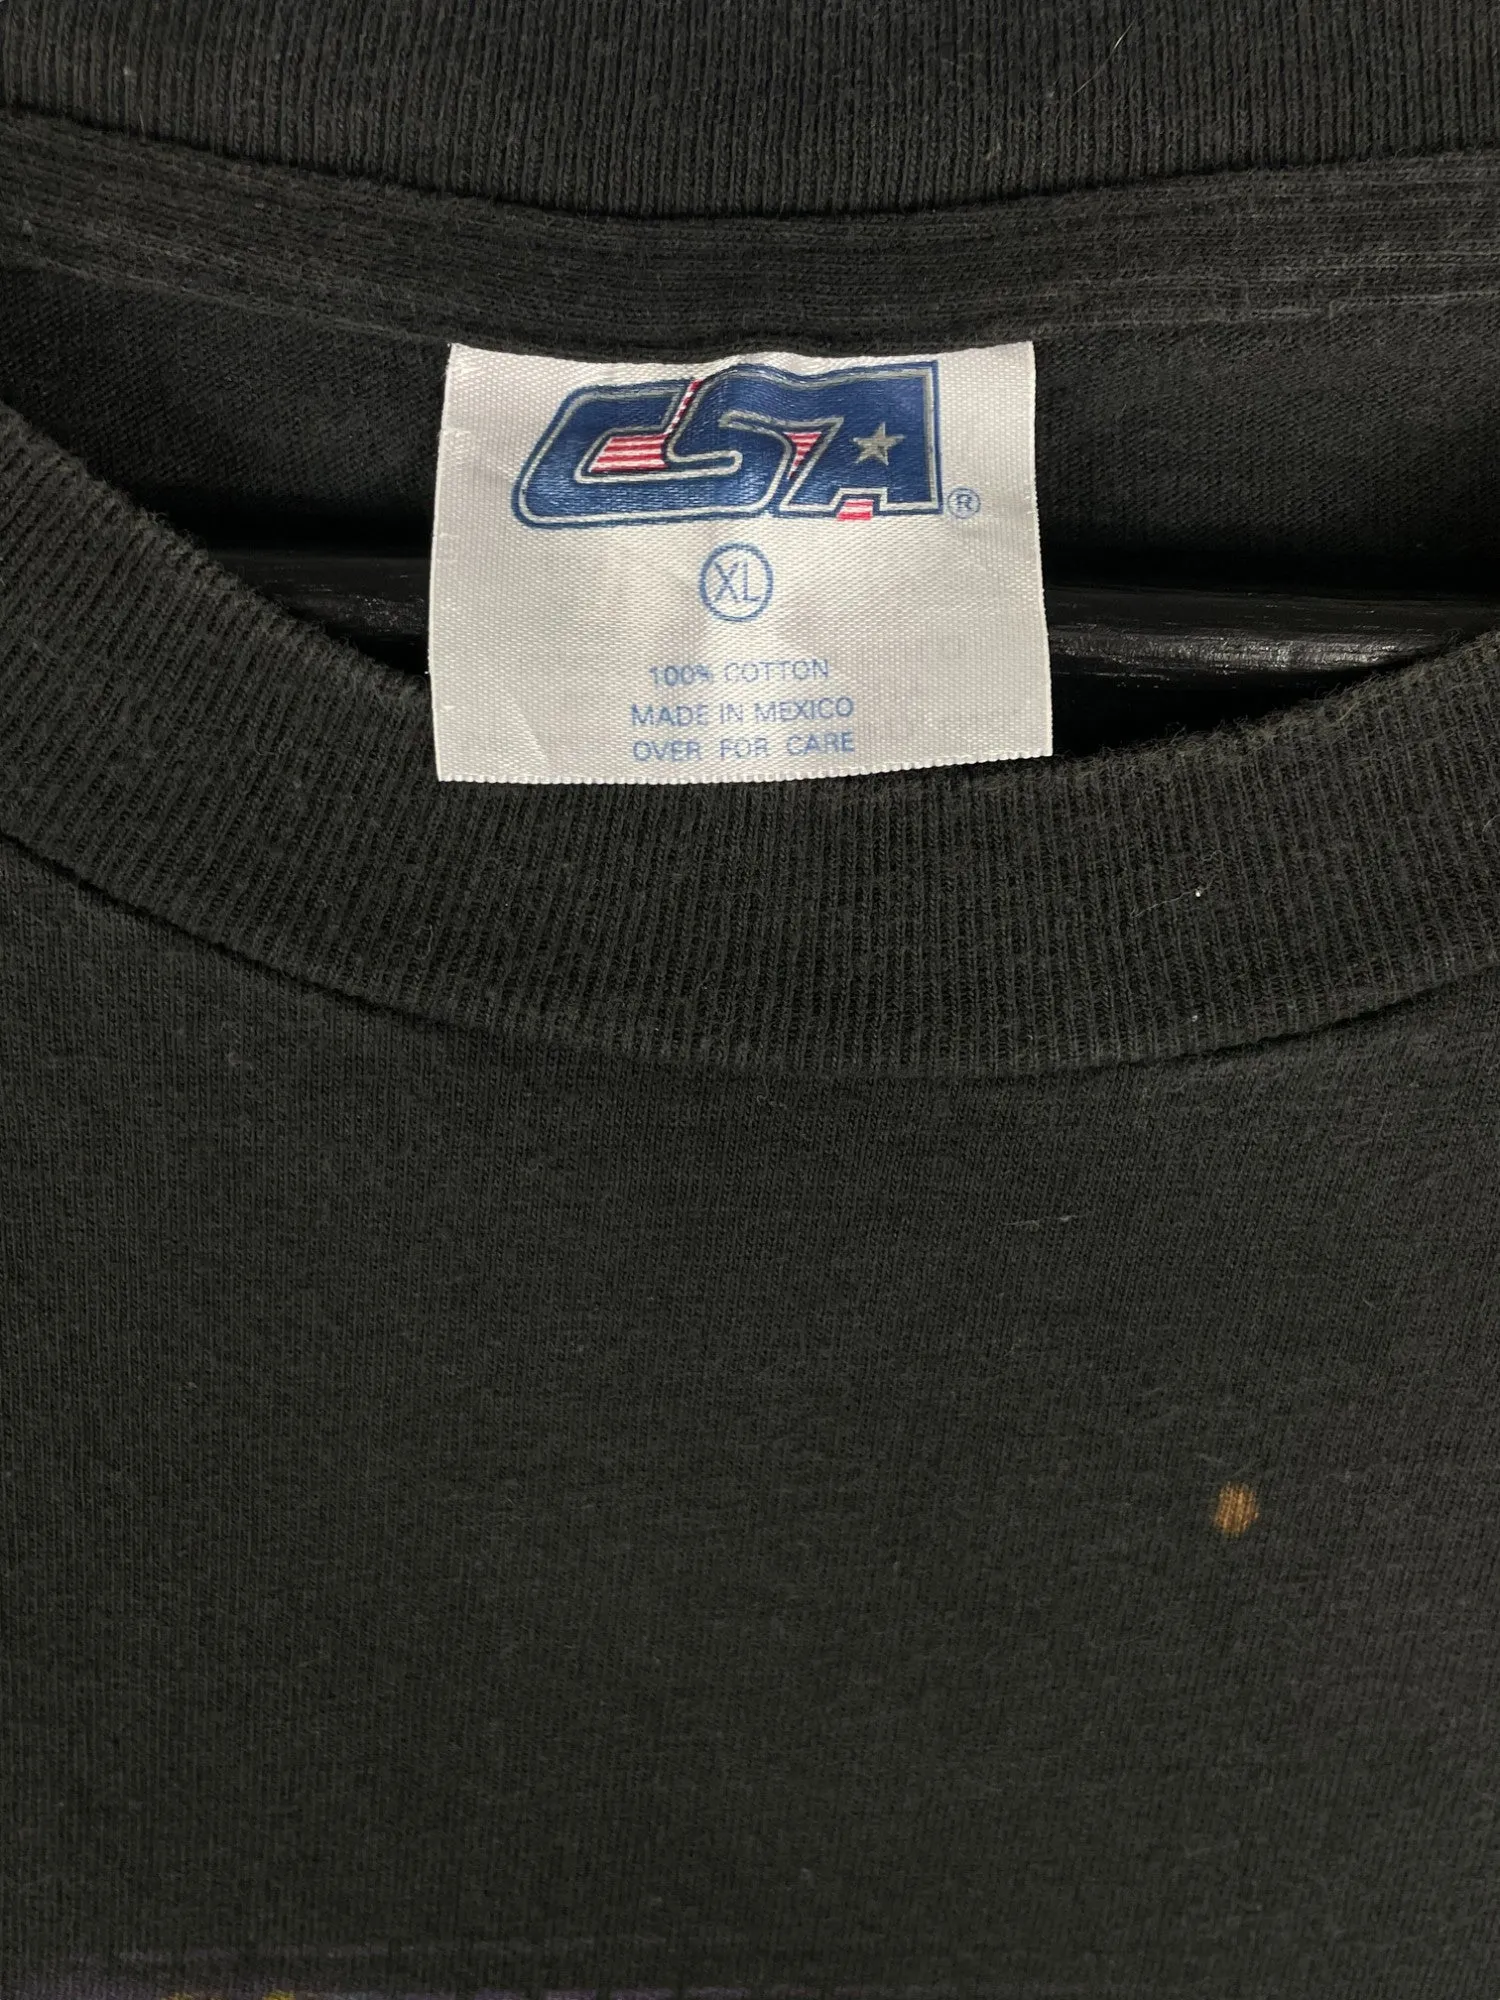 CSA®
XL
100% COTTON
MADE IN MEXICO
OVER FOR CARE